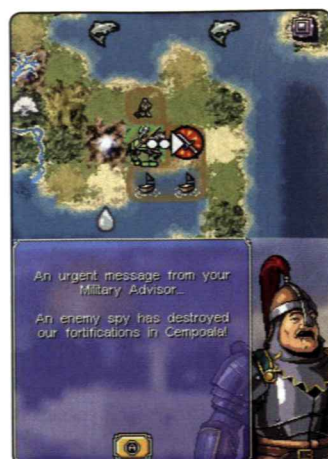 An urgent message from your
Military Advisor...
An enemy spy has destroyed
our fortifications in Cempoala!